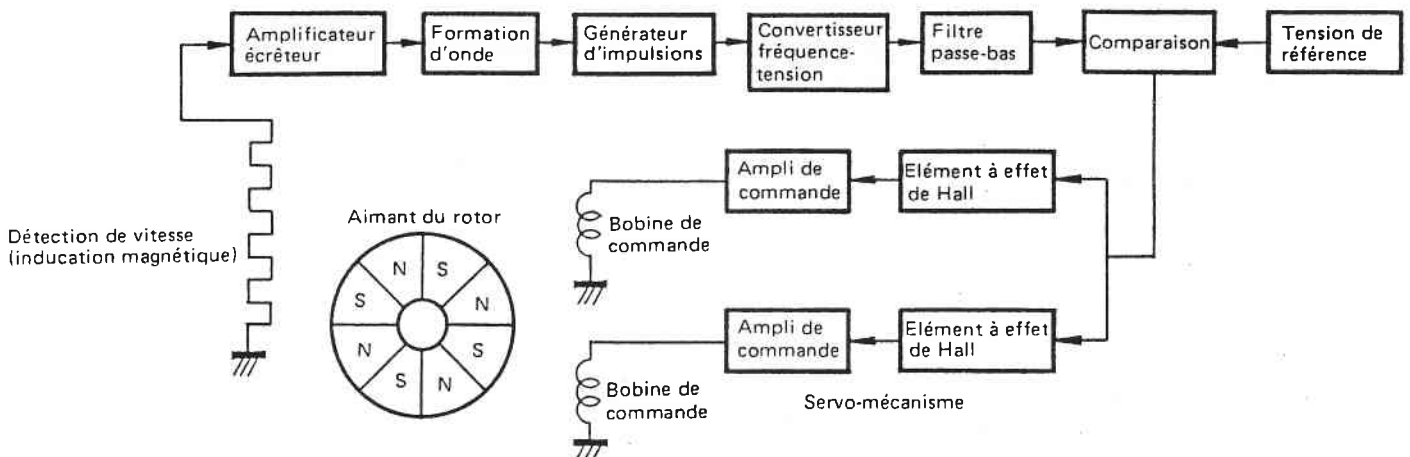 Amplificateur
écrêteur
Formation
d'onde
Générateur
d'impulsions
Convertisseur
fréquence-
tension
Filtre
passe-bas
Comparaison
Tension de
référence
Ampli de
commande
Elément à effet
de Hall
Bobine de
commande
Aimant du rotor
Détection de vitesse
(inducation magnétique)
N
S
S
N
N
S
S
N
Ampli de
commande
Elément à effet
de Hall
Bobine de
commande
Servo-mécanisme